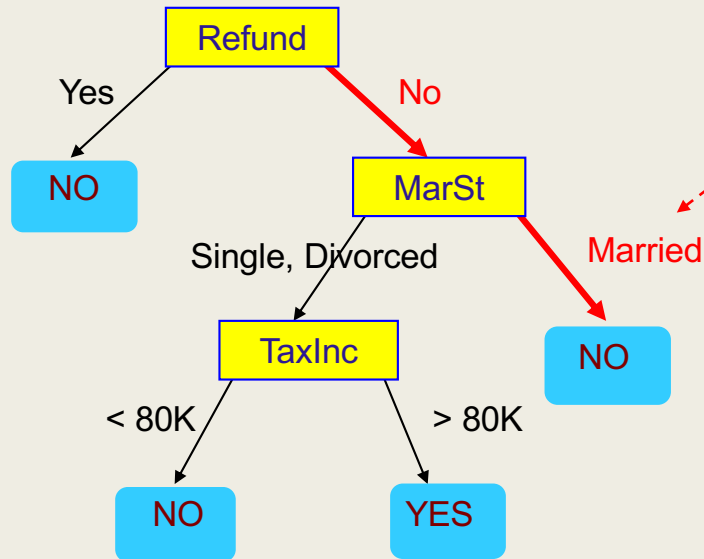 Refund
Yes
No
NO
MarSt
Single, Divorced
Married
TaxInc
NO
< 80K
> 80K
NO
YES